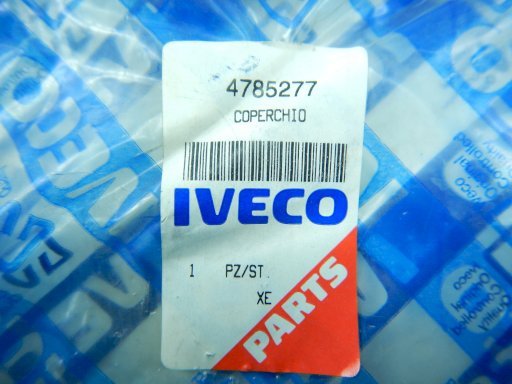 4785277
COPERCHIO
IVECO
1 PZ/ST.
XE
PARTS